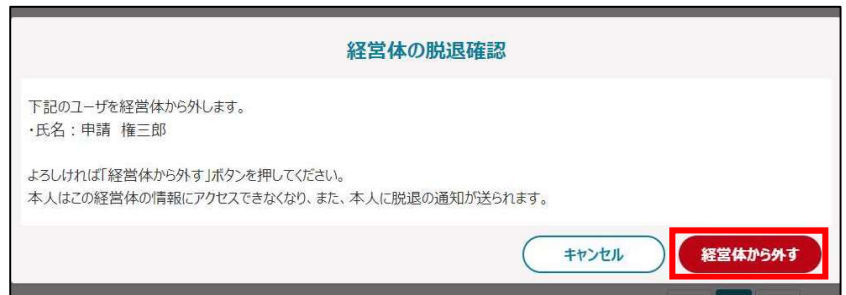 経営体の脱退確認
下記のユーザを経営体から外します。
・氏名：申請 権三郎
よろしければ「経営体から外す」ボタンを押してください。
本人はこの経営体の情報にアクセスできなくなり、また、本人に脱退の通知が送られます。
キャンセル
経営体から外す